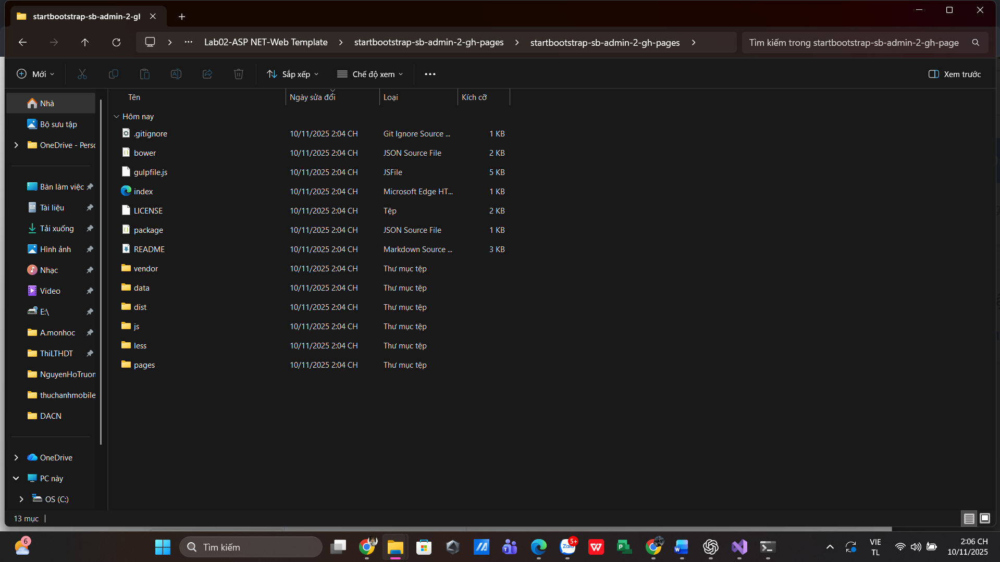 startbootstrap-sb-admin-2-gl
Lab02-ASP NET-Web Template
startbootstrap-sb-admin-2-gh-pages
startbootstrap-sb-admin-2-gh-pages
Tìm kiếm trong startbootstrap-sb-admin-2-gh-page
Mới
Sắp xếp
Chế độ xem
Xem trước
Nhà
Bộ sưu tập
OneDrive - Perso
Bàn làm việc
Tài liệu
Tải xuống
Hình ảnh
Nhạc
Video
E:\
A.monhoc
ThiLTHDT
NguyenHoTruon
thuchanhmobile
DACN
OneDrive
PC này
OS (C:)
Tên Ngày sửa đổi Loại Kích cỡ
Hôm nay
.gitignore 10/11/2025 2:04 CH Git Ignore Source ... 1 KB
bower 10/11/2025 2:04 CH JSON Source File 2 KB
gulpfile.js 10/11/2025 2:04 CH JSFile 5 KB
index 10/11/2025 2:04 CH Microsoft Edge HT... 1 KB
LICENSE 10/11/2025 2:04 CH Tệp 2 KB
package 10/11/2025 2:04 CH JSON Source File 1 KB
README 10/11/2025 2:04 CH Markdown Source ... 3 KB
vendor 10/11/2025 2:04 CH Thư mục tệp
data 10/11/2025 2:04 CH Thư mục tệp
dist 10/11/2025 2:04 CH Thư mục tệp
js 10/11/2025 2:04 CH Thư mục tệp
less 10/11/2025 2:04 CH Thư mục tệp
pages 10/11/2025 2:04 CH Thư mục tệp
13 mục
6
Tìm kiếm
Zalo
5+
VIE
TL
2:06 CH
10/11/2025